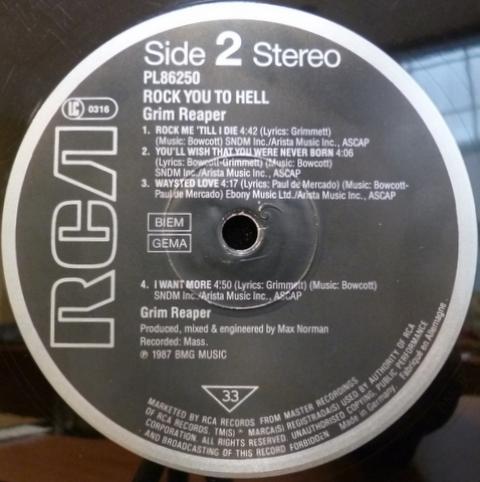 Side 2 Stereo
PL86250
ROCK YOU TO HELL
Grim Reaper
LC 0316
RCA
1. ROCK ME 'TILL I DIE 4:42 (Lyrics: Grimmett)
(Music: Bowcott) SNDM Inc./Arista Music Inc., ASCAP
2. YOU'LL WISH THAT YOU WERE NEVER BORN 4:06
(Lyrics: Bowcott-Grimmett) (Music: Bowcott)
SNDM Inc./Arista Music Inc., ASCAP
3. WAYSTED LOVE 4:17 (Lyrics: Paul de Mercado) (Music: Bowcott-
Paul de Mercado) Ebony Music Ltd./Arista Music Inc., ASCAP
BIEM
GEMA
4. I WANT MORE 4:50 (Lyrics: Grimmett) (Music: Bowcott)
SNDM Inc./Arista Music Inc., ASCAP
Grim Reaper
Produced, mixed & engineered by Max Norman
Recorded: Mass.
℗ 1987 BMG MUSIC
33
MARKETED BY RCA RECORDS FROM MASTER RECORDINGS
OF RCA RECORDS. TM(S) ® MARCA(S) REGISTRADA(S) USED BY AUTHORITY OF RCA
CORPORATION. ALL RIGHTS RESERVED. UNAUTHORISED COPYING, PUBLIC PERFORMANCE
AND BROADCASTING OF THIS RECORD FORBIDDEN Made in Germany. Fabriqué en Allemagne